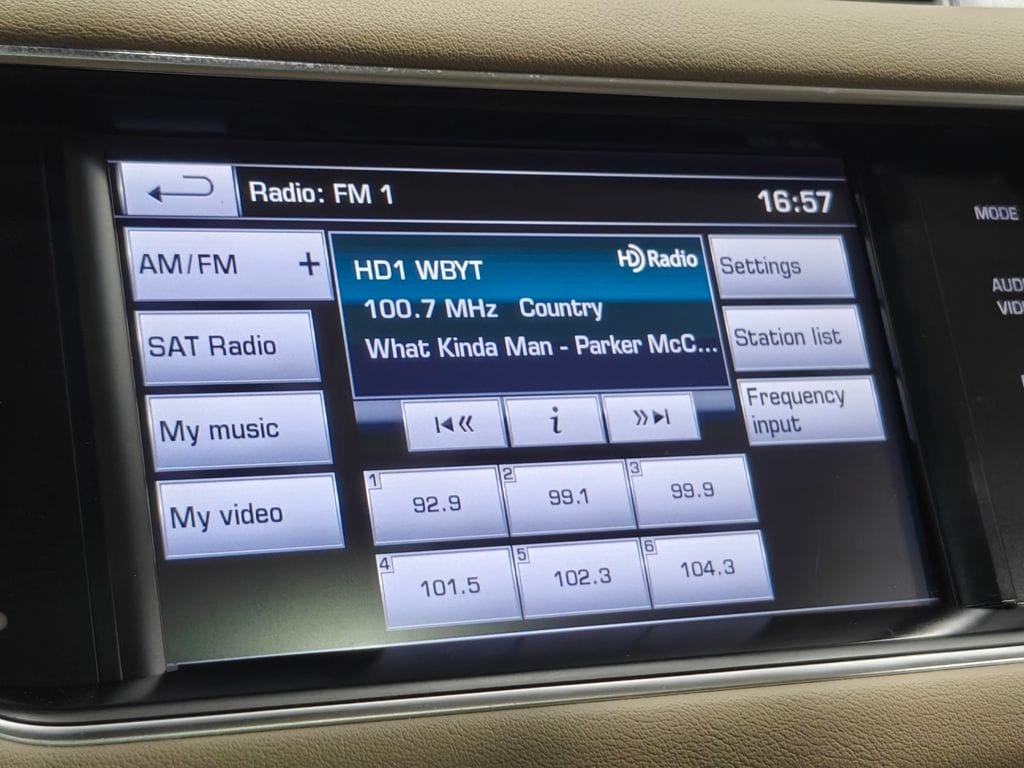 Radio: FM 1
16:57
AM/FM +
SAT Radio
My music
My video
HD Radio
HD1 WBYT
100.7 MHz Country
What Kinda Man - Parker McC...
i
1 92.9
2 99.1
3 99.9
4 101.5
5 102.3
6 104.3
Settings
Station list
Frequency
input
MODE